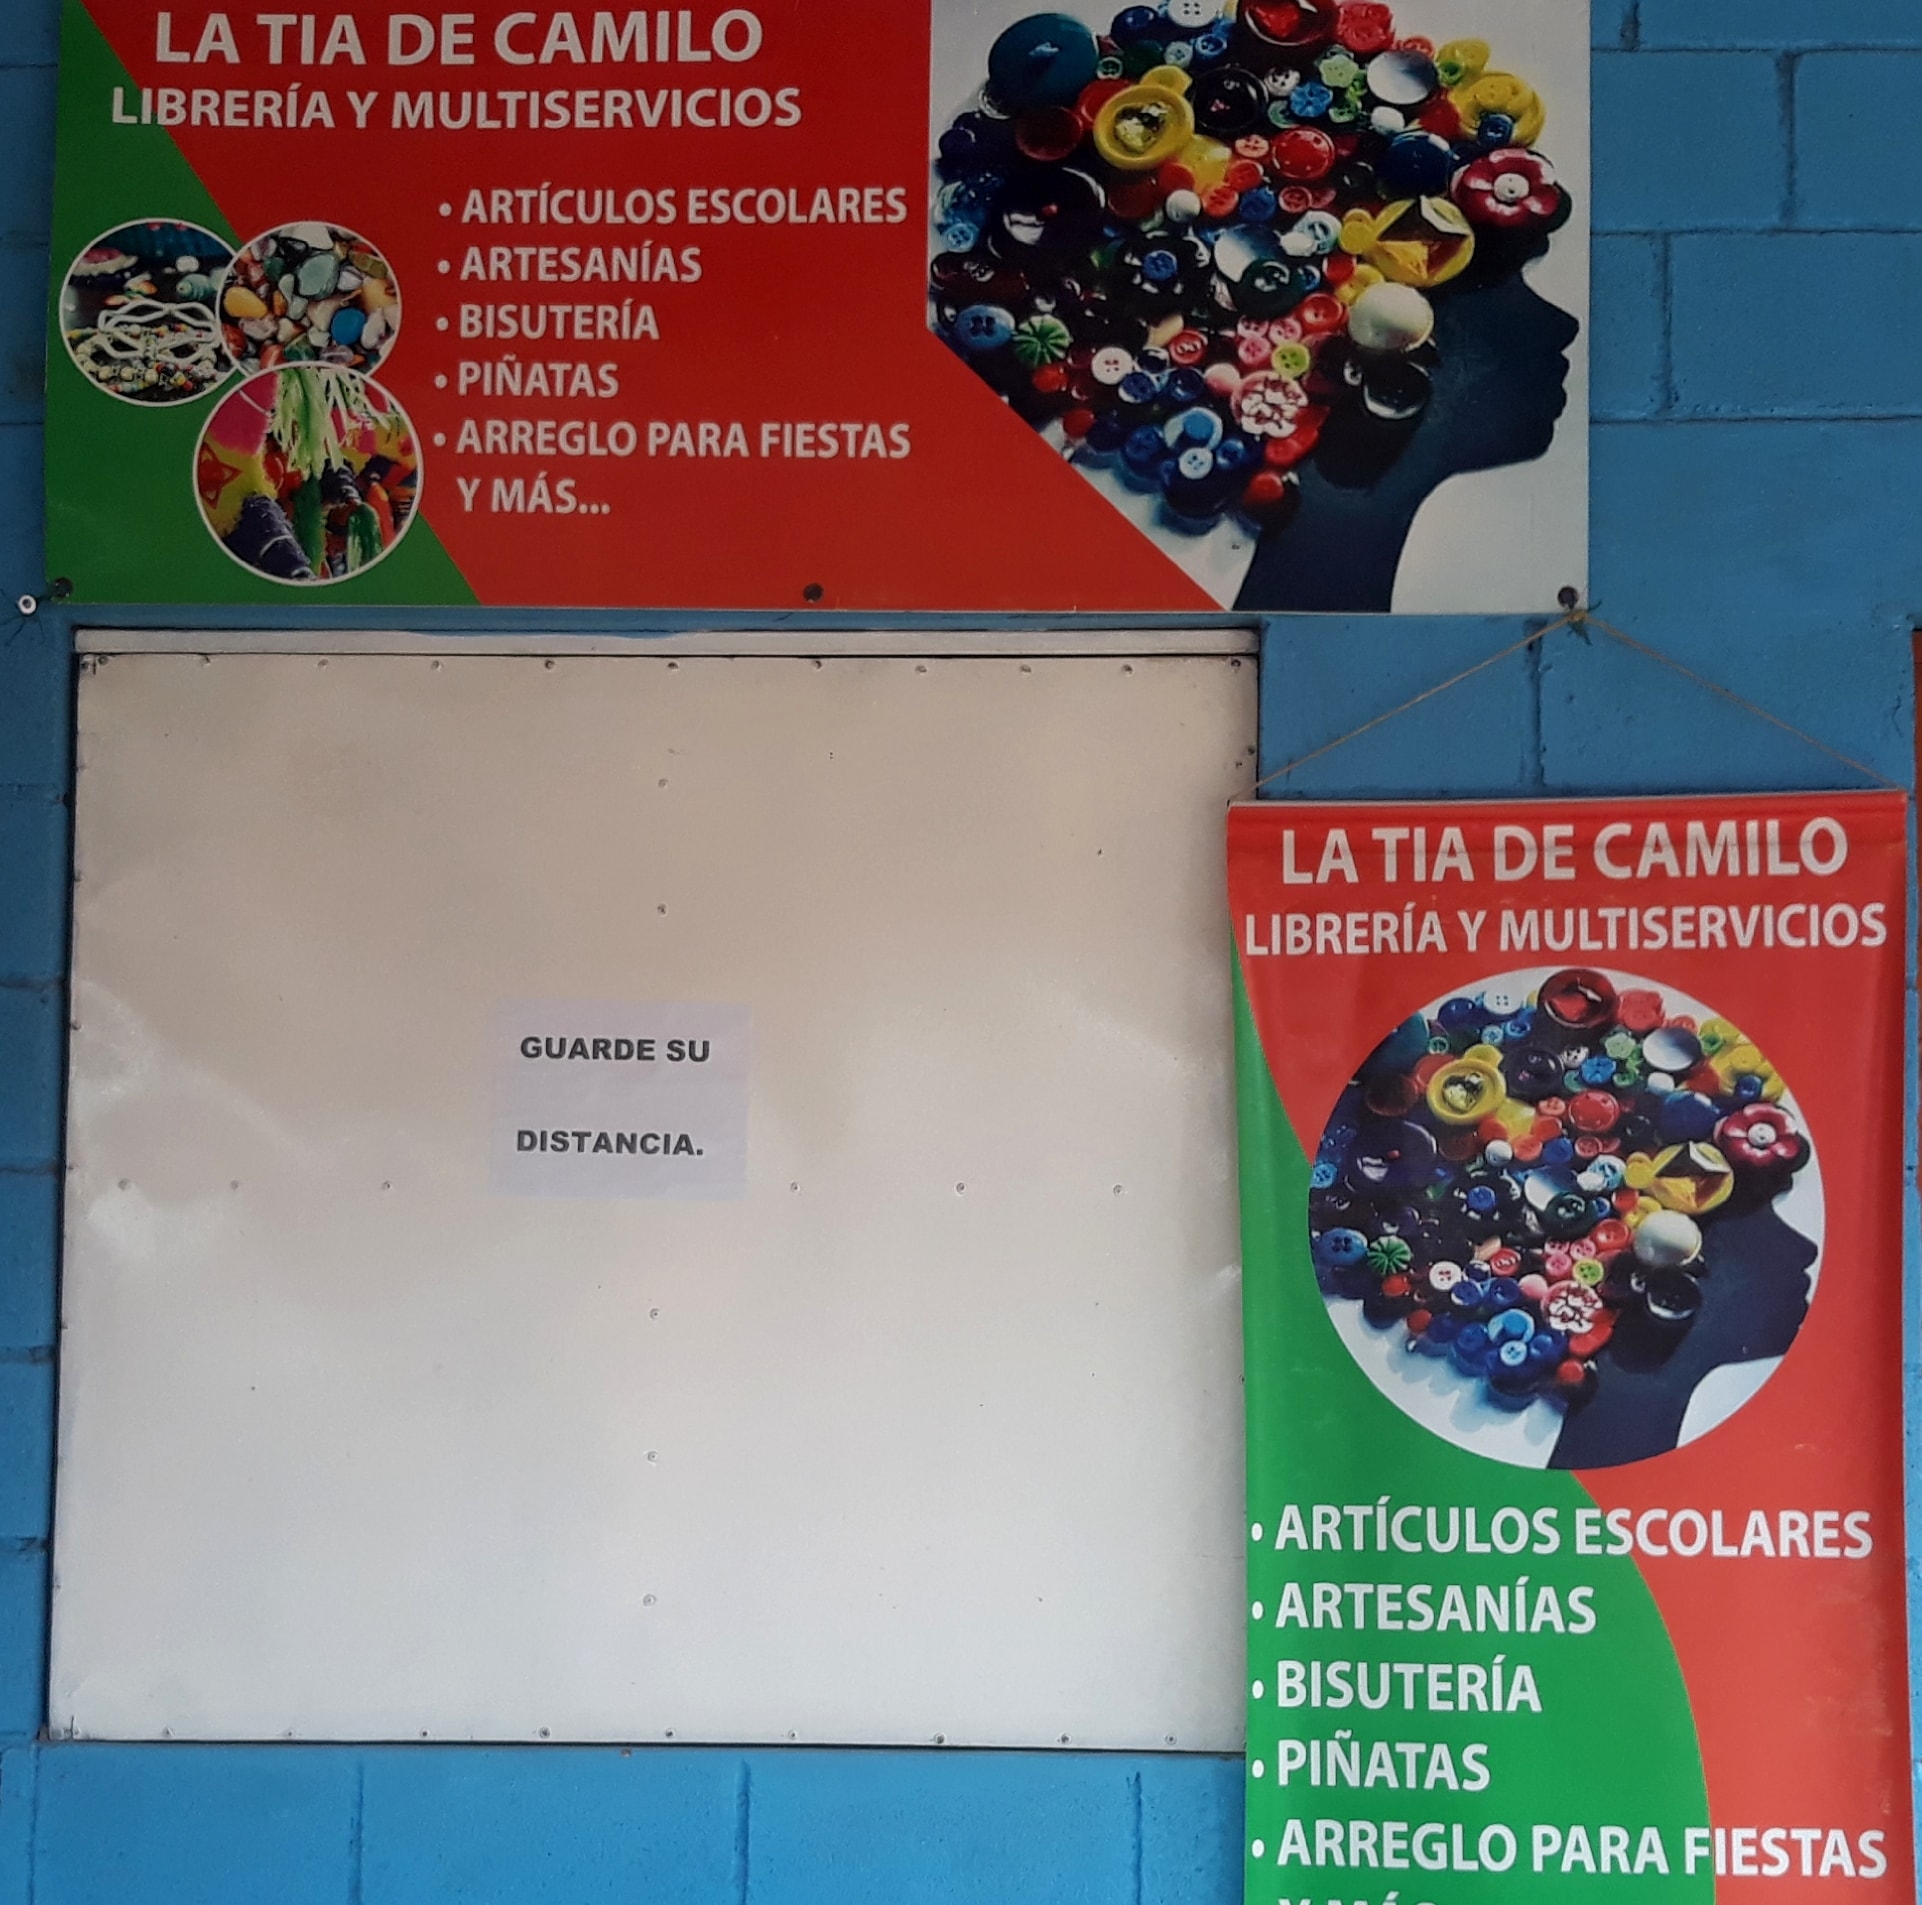 LA TIA DE CAMILO
LIBRERÍA Y MULTISERVICIOS
• ARTÍCULOS ESCOLARES
• ARTESANÍAS
• BISUTERÍA
• PIÑATAS
• ARREGLO PARA FIESTAS
Y MÁS...
GUARDE SU
DISTANCIA.
LA TIA DE CAMILO
LIBRERÍA Y MULTISERVICIOS
• ARTÍCULOS ESCOLARES
• ARTESANÍAS
• BISUTERÍA
• PIÑATAS
• ARREGLO PARA FIESTAS